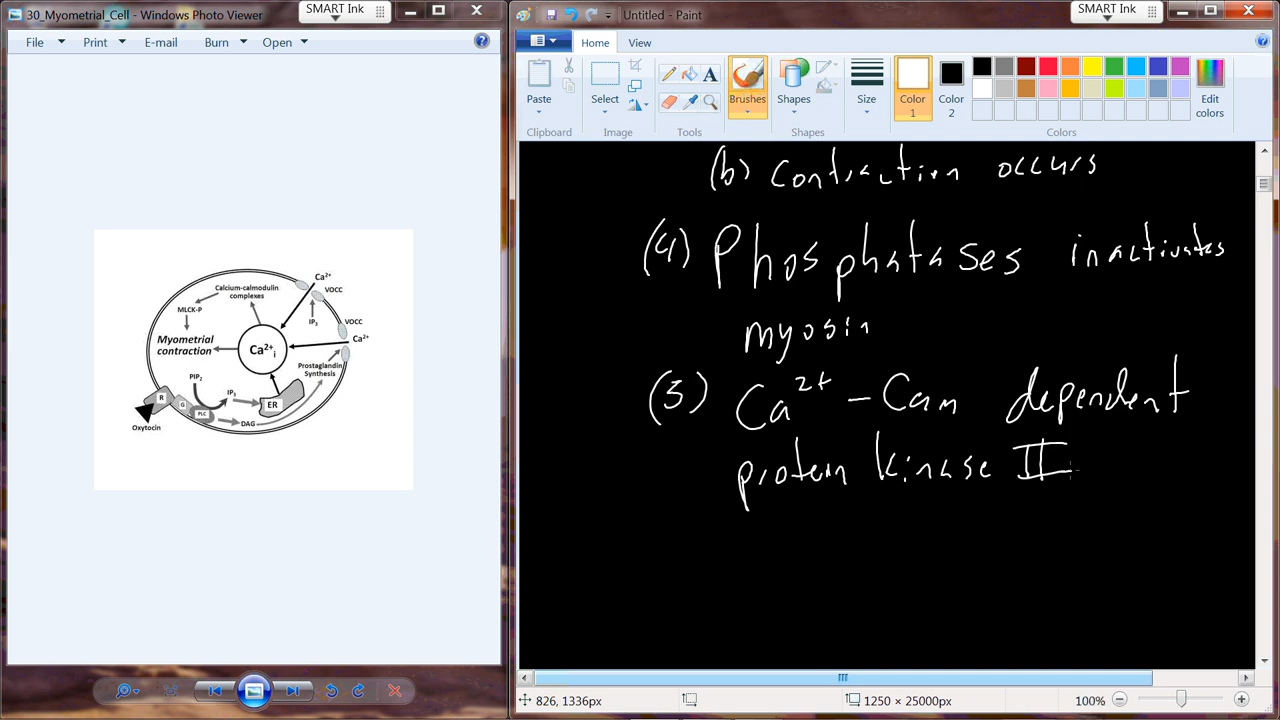 30_Myometrial_Cell - Windows Photo Viewer
SMART Ink
File Print E-mail Burn Open
Ca2+
VOCC
Calcium-calmodulin
complexes
MLCK-P
IP3
VOCC
Myometrial
contraction
Ca2+i
Ca2+
Prostaglandin
Synthesis
PIP2
IP3
ER
R
G
PLC
DAG
Oxytocin
Untitled - Paint
SMART Ink
Home View
Paste
Select
Brushes
Shapes
Size
Color
1
Color
2
Edit
colors
Clipboard Image Tools Shapes Colors
(b) Contraction occurs
(4) Phosphatases inactivates
myosin
(5) Ca2+ - Cam dependent
protein kinase II
826, 1336px
1250 × 25000px
100%